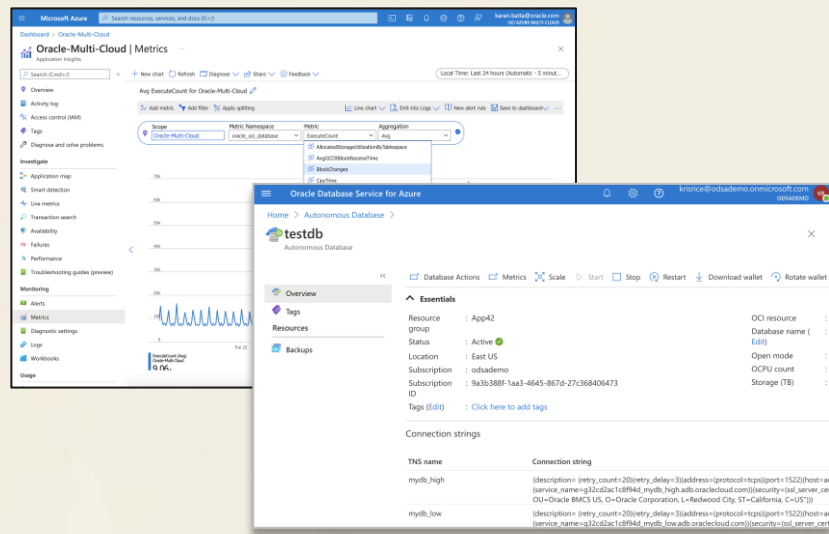 Microsoft Azure
Search resources, services, and docs (G+/)
karan.batta@oracle.com
OCI AZURE MULTI CLOUD
Dashboard > Oracle-Multi-Cloud
Oracle-Multi-Cloud | Metrics
Application Insights
Search (Cmd+/)
New chart Refresh Diagnose Share Feedback
Local Time: Last 24 hours (Automatic - 5 minut...
Overview
Activity log
Access control (IAM)
Tags
Diagnose and solve problems
Investigate
Application map
Smart detection
Live metrics
Transaction search
Availability
Failures
Performance
Troubleshooting guides (preview)
Monitoring
Alerts
Metrics
Diagnostic settings
Logs
Workbooks
Usage
Avg ExecuteCount for Oracle-Multi-Cloud
Add metric Add filter Apply splitting Line chart Drill into Logs New alert rule Save to dashboard
Scope Metric Namespace Metric Aggregation
Oracle-Multi-Cloud oracle_oci_database ExecuteCount Avg
AllocatedStorageUtilizationByTablespace
AvgGCCRBlockReceiveTime
BlockChanges
CpuTime
Tue 22
ExecuteCount (Avg)
Oracle-Multi-Cloud
9.06
Oracle Database Service for Azure
krisrice@odsademo.onmicrosoft.com
ODSADEMO
KR
Home > Autonomous Database >
testdb
Autonomous Database
Database Actions Metrics Scale Start Stop Restart Download wallet Rotate wallet
Overview
Tags
Resources
Backups
Essentials
Resource group : App42
Status : Active
Location : East US
Subscription : odsademo
Subscription ID : 9a3b388f-1aa3-4645-867d-27c368406473
Tags (Edit) : Click here to add tags
OCI resource :
Database name ( :
Edit)
Open mode :
OCPU count :
Storage (TB) :
Connection strings
TNS name Connection string
mydb_high (description= (retry_count=20)(retry_delay=3)(address=(protocol=tcps)(port=1522)(host=
(service_name=g32cd2ac1c8f94d_mydb_high.adb.oraclecloud.com))(security=(ssl_server_cert
OU=Oracle BMCS US, O=Oracle Corporation, L=Redwood City, ST=California, C=US")))
mydb_low (description= (retry_count=20)(retry_delay=3)(address=(protocol=tcps)(port=1522)(host=
(service_name=g32cd2ac1c8f94d_mydb_low.adb.oraclecloud.com))(security=(ssl_server_cert